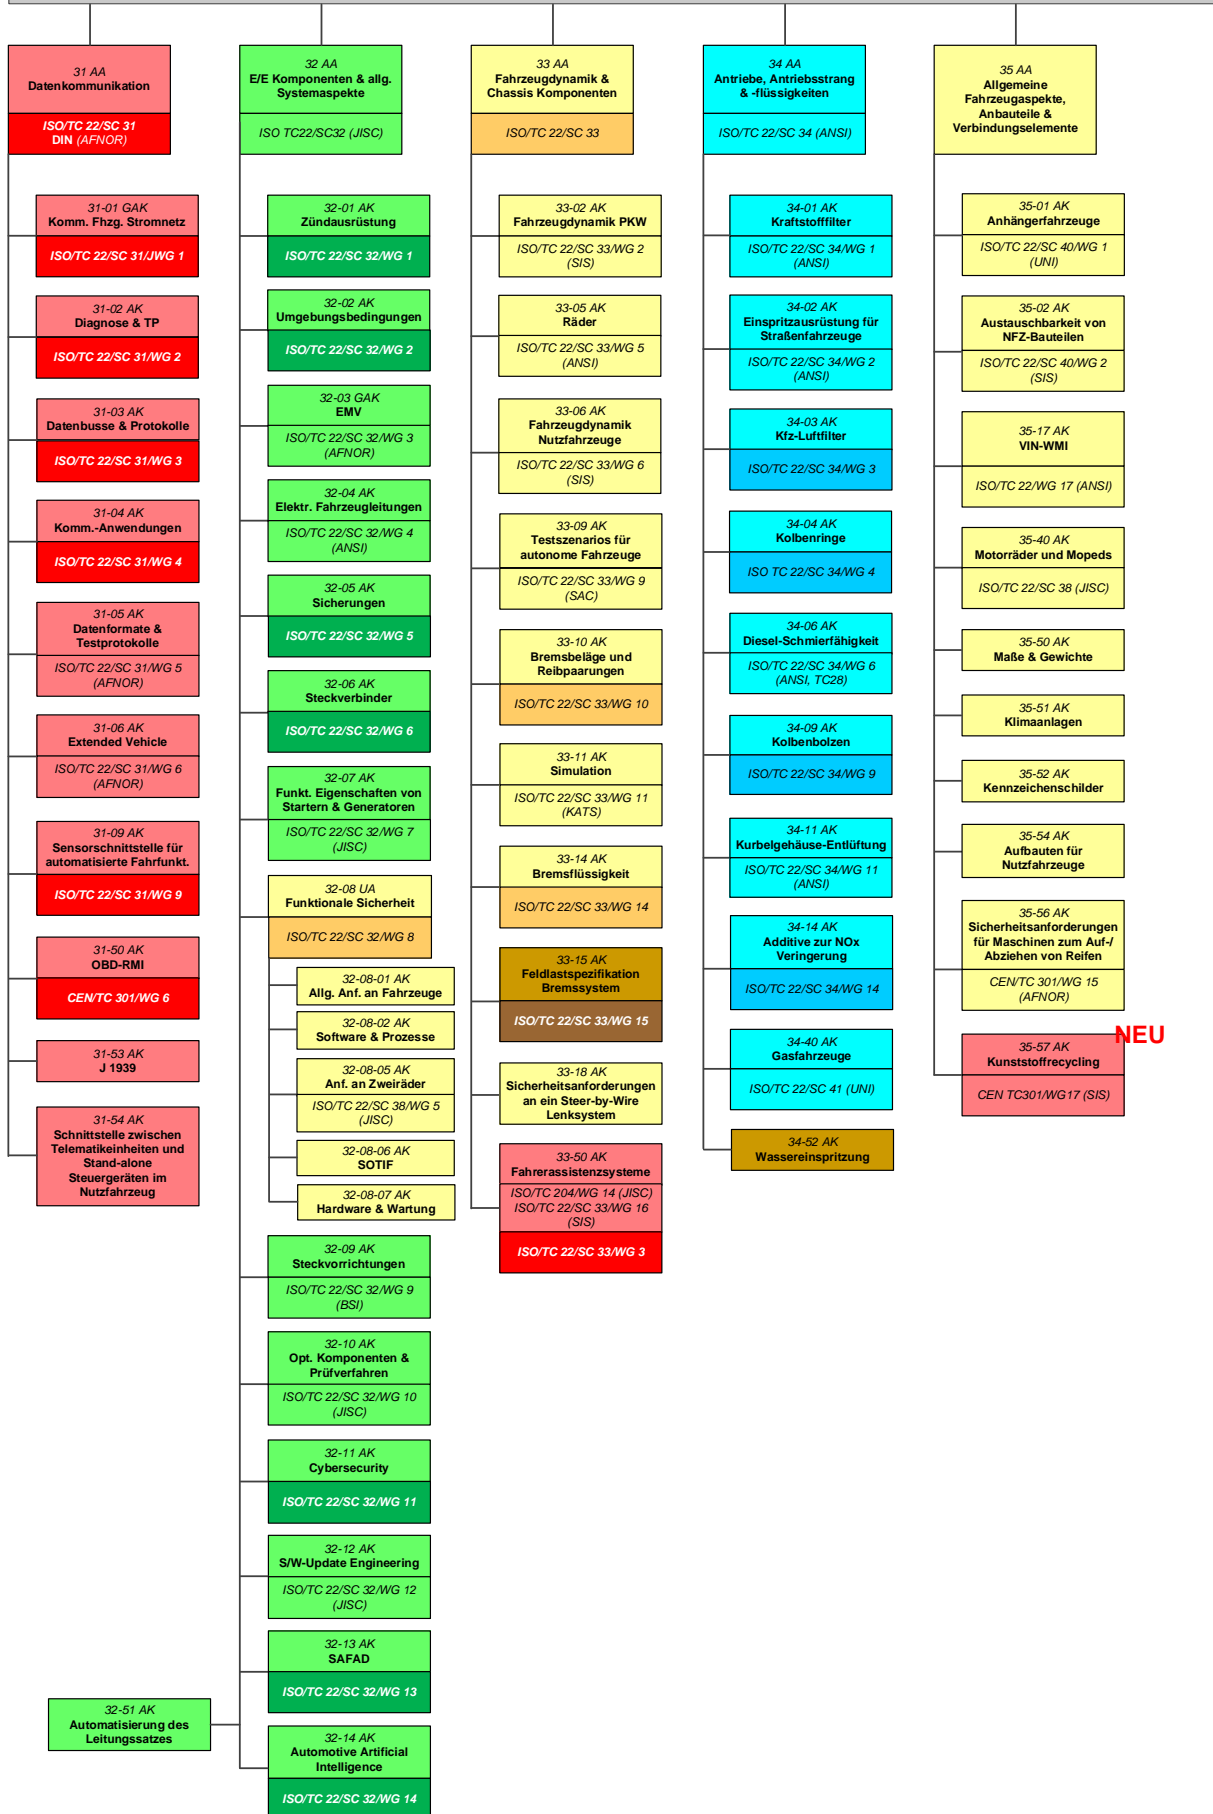 31 AA
Datenkommunikation
ISO/TC 22/SC 31
DIN (AFNOR)
31-01 GAK
Komm. Fhzg. Stromnetz
ISO/TC 22/SC 31/JWG 1
31-02 AK
Diagnose & TP
ISO/TC 22/SC 31/WG 2
31-03 AK
Datenbusse & Protokolle
ISO/TC 22/SC 31/WG 3
31-04 AK
Komm.-Anwendungen
ISO/TC 22/SC 31/WG 4
31-05 AK
Datenformate &
Testprotokolle
ISO/TC 22/SC 31/WG 5
(AFNOR)
31-06 AK
Extended Vehicle
ISO/TC 22/SC 31/WG 6
(AFNOR)
31-09 AK
Sensorschnittstelle für
automatisierte Fahrfunkt.
ISO/TC 22/SC 31/WG 9
31-50 AK
OBD-RMI
CEN/TC 301/WG 6
31-53 AK
J 1939
31-54 AK
Schnittstelle zwischen
Telematikeinheiten und
Stand-alone
Steuergeräten im
Nutzfahrzeug
32 AA
E/E Komponenten & allg.
Systemaspekte
ISO TC22/SC32 (JISC)
32-01 AK
Zündausrüstung
ISO/TC 22/SC 32/WG 1
32-02 AK
Umgebungsbedingungen
ISO/TC 22/SC 32/WG 2
32-03 GAK
EMV
ISO/TC 22/SC 32/WG 3
(AFNOR)
32-04 AK
Elektr. Fahrzeugleitungen
ISO/TC 22/SC 32/WG 4
(ANSI)
32-05 AK
Sicherungen
ISO/TC 22/SC 32/WG 5
32-06 AK
Steckverbinder
ISO/TC 22/SC 32/WG 6
32-07 AK
Funkt. Eigenschaften von
Startern & Generatoren
ISO/TC 22/SC 32/WG 7
(JISC)
32-08 UA
Funktionale Sicherheit
ISO/TC 22/SC 32/WG 8
32-08-01 AK
Allg. Anf. an Fahrzeuge
32-08-02 AK
Software & Prozesse
32-08-05 AK
Anf. an Zweiräder
ISO/TC 22/SC 38/WG 5
(JISC)
32-08-06 AK
SOTIF
32-08-07 AK
Hardware & Wartung
32-09 AK
Steckvorrichtungen
ISO/TC 22/SC 32/WG 9
(BSI)
32-10 AK
Opt. Komponenten &
Prüfverfahren
ISO/TC 22/SC 32/WG 10
(JISC)
32-11 AK
Cybersecurity
ISO/TC 22/SC 32/WG 11
32-12 AK
S/W-Update Engineering
ISO/TC 22/SC 32/WG 12
(JISC)
32-13 AK
SAFAD
ISO/TC 22/SC 32/WG 13
32-51 AK
Automatisierung des
Leitungssatzes
32-14 AK
Automotive Artificial
Intelligence
ISO/TC 22/SC 32/WG 14
33 AA
Fahrzeugdynamik &
Chassis Komponenten
ISO/TC 22/SC 33
33-02 AK
Fahrzeugdynamik PKW
ISO/TC 22/SC 33/WG 2
(SIS)
33-05 AK
Räder
ISO/TC 22/SC 33/WG 5
(ANSI)
33-06 AK
Fahrzeugdynamik
Nutzfahrzeuge
ISO/TC 22/SC 33/WG 6
(SIS)
33-09 AK
Testszenarios für
autonome Fahrzeuge
ISO/TC 22/SC 33/WG 9
(SAC)
33-10 AK
Bremsbeläge und
Reibpaarungen
ISO/TC 22/SC 33/WG 10
33-11 AK
Simulation
ISO/TC 22/SC 33/WG 11
(KATS)
33-14 AK
Bremsflüssigkeit
ISO/TC 22/SC 33/WG 14
33-15 AK
Feldlastspezifikation
Bremssystem
ISO/TC 22/SC 33/WG 15
33-18 AK
Sicherheitsanforderungen
an ein Steer-by-Wire
Lenksystem
33-50 AK
Fahrerassistenzsysteme
ISO/TC 204/WG 14 (JISC)
ISO/TC 22/SC 33/WG 16
(SIS)
ISO/TC 22/SC 33/WG 3
34 AA
Antriebe, Antriebsstrang
& -flüssigkeiten
ISO/TC 22/SC 34 (ANSI)
34-01 AK
Kraftstofffilter
ISO/TC 22/SC 34/WG 1
(ANSI)
34-02 AK
Einspritzausrüstung für
Straßenfahrzeuge
ISO/TC 22/SC 34/WG 2
(ANSI)
34-03 AK
Kfz-Luftfilter
ISO/TC 22/SC 34/WG 3
34-04 AK
Kolbenringe
ISO TC 22/SC 34/WG 4
34-06 AK
Diesel-Schmierfähigkeit
ISO/TC 22/SC 34/WG 6
(ANSI, TC28)
34-09 AK
Kolbenbolzen
ISO/TC 22/SC 34/WG 9
34-11 AK
Kurbelgehäuse-Entlüftung
ISO/TC 22/SC 34/WG 11
(ANSI)
34-14 AK
Additive zur NOx
Veringerung
ISO/TC 22/SC 34/WG 14
34-40 AK
Gasfahrzeuge
ISO/TC 22/SC 41 (UNI)
34-52 AK
Wassereinspritzung
35 AA
Allgemeine
Fahrzeugaspekte,
Anbauteile &
Verbindungselemente
35-01 AK
Anhängerfahrzeuge
ISO/TC 22/SC 40/WG 1
(UNI)
35-02 AK
Austauschbarkeit von
NFZ-Bauteilen
ISO/TC 22/SC 40/WG 2
(SIS)
35-17 AK
VIN-WMI
ISO/TC 22/WG 17 (ANSI)
35-40 AK
Motorräder und Mopeds
ISO/TC 22/SC 38 (JISC)
35-50 AK
Maße & Gewichte
35-51 AK
Klimaanlagen
35-52 AK
Kennzeichenschilder
35-54 AK
Aufbauten für
Nutzfahrzeuge
35-56 AK
Sicherheitsanforderungen
für Maschinen zum Auf-/
Abziehen von Reifen
CEN/TC 301/WG 15
(AFNOR)
NEU
35-57 AK
Kunststoffrecycling
CEN TC301/WG17 (SIS)